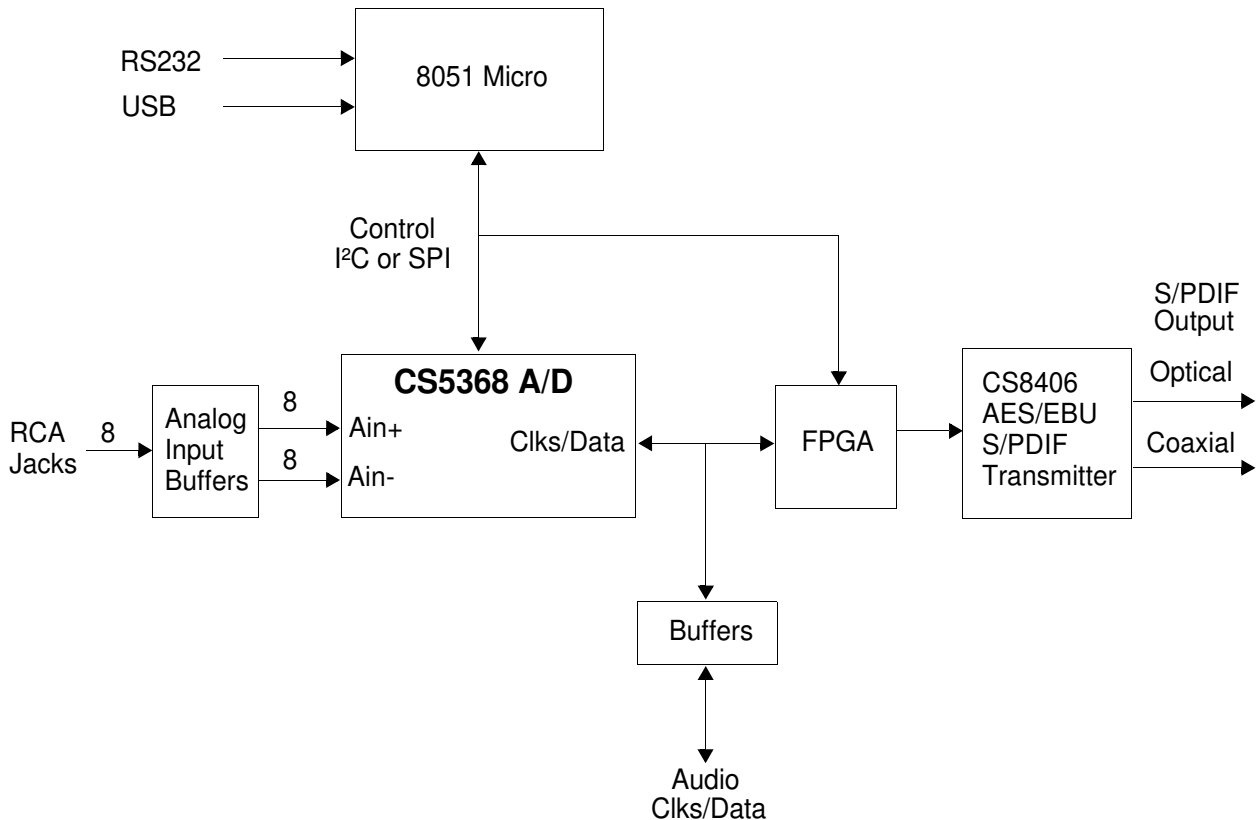 RS232
USB
8051 Micro
Control
I²C or SPI
S/PDIF
Output
RCA
Jacks
8
Analog
Input
Buffers
8
8
CS5368 A/D
Ain+
Ain-
Clks/Data
FPGA
CS8406
AES/EBU
S/PDIF
Transmitter
Optical
Coaxial
Buffers
Audio
Clks/Data